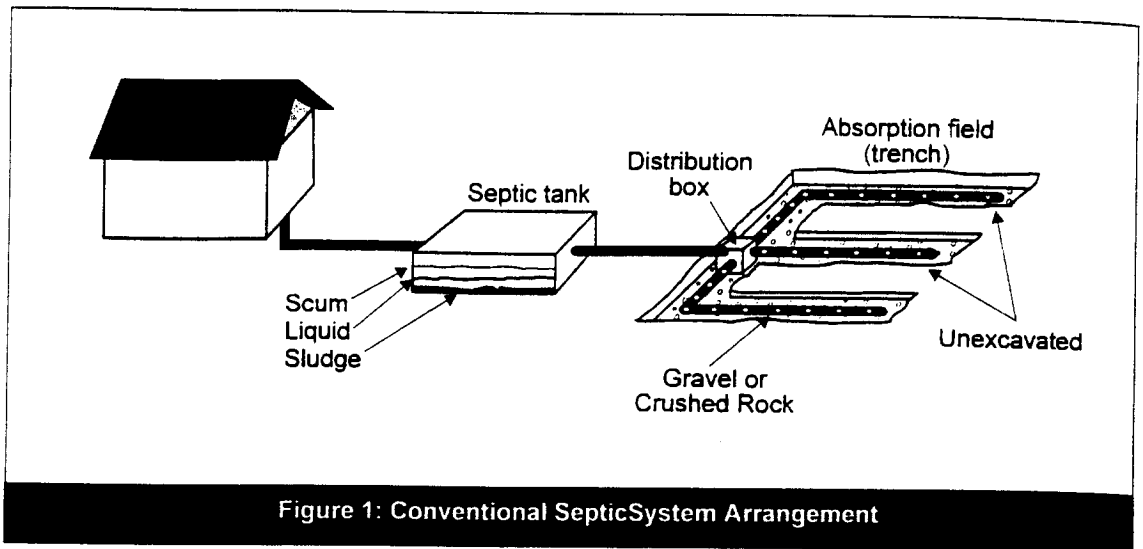 Absorption field
(trench)
Distribution
box
Septic tank
Scum
Liquid
Sludge
Unexcavated
Gravel or
Crushed Rock
Figure 1: Conventional SepticSystem Arrangement